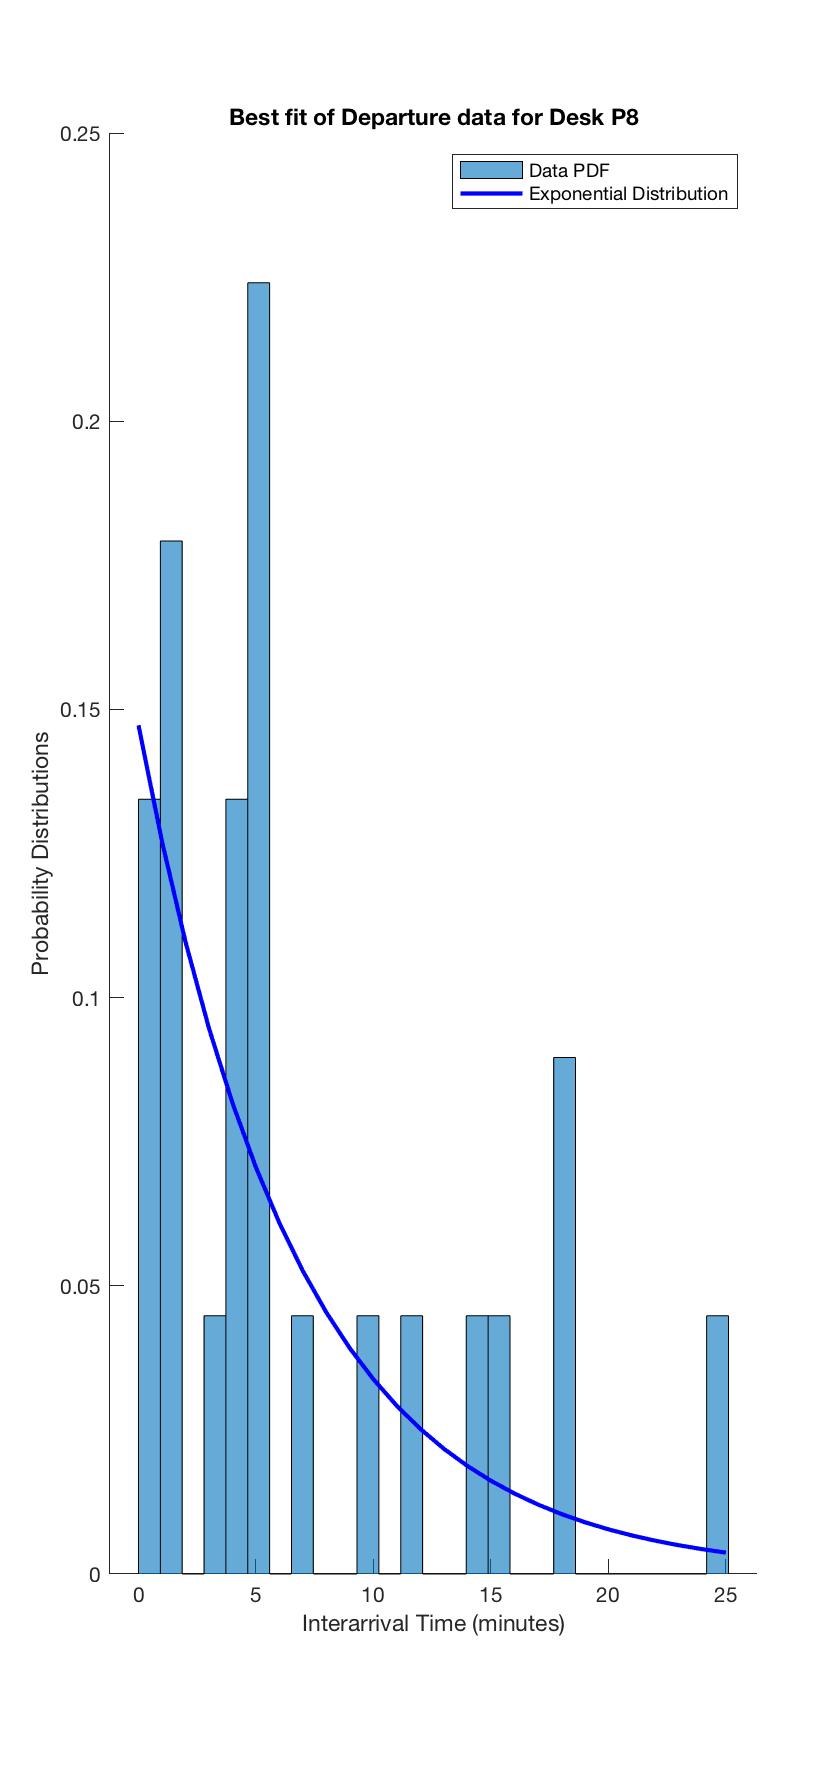 Best fit of Departure data for Desk P8
Data PDF
Exponential Distribution
0.25
0.2
0.15
0.1
0.05
0
Probability Distributions
0 5 10 15 20 25
Interarrival Time (minutes)